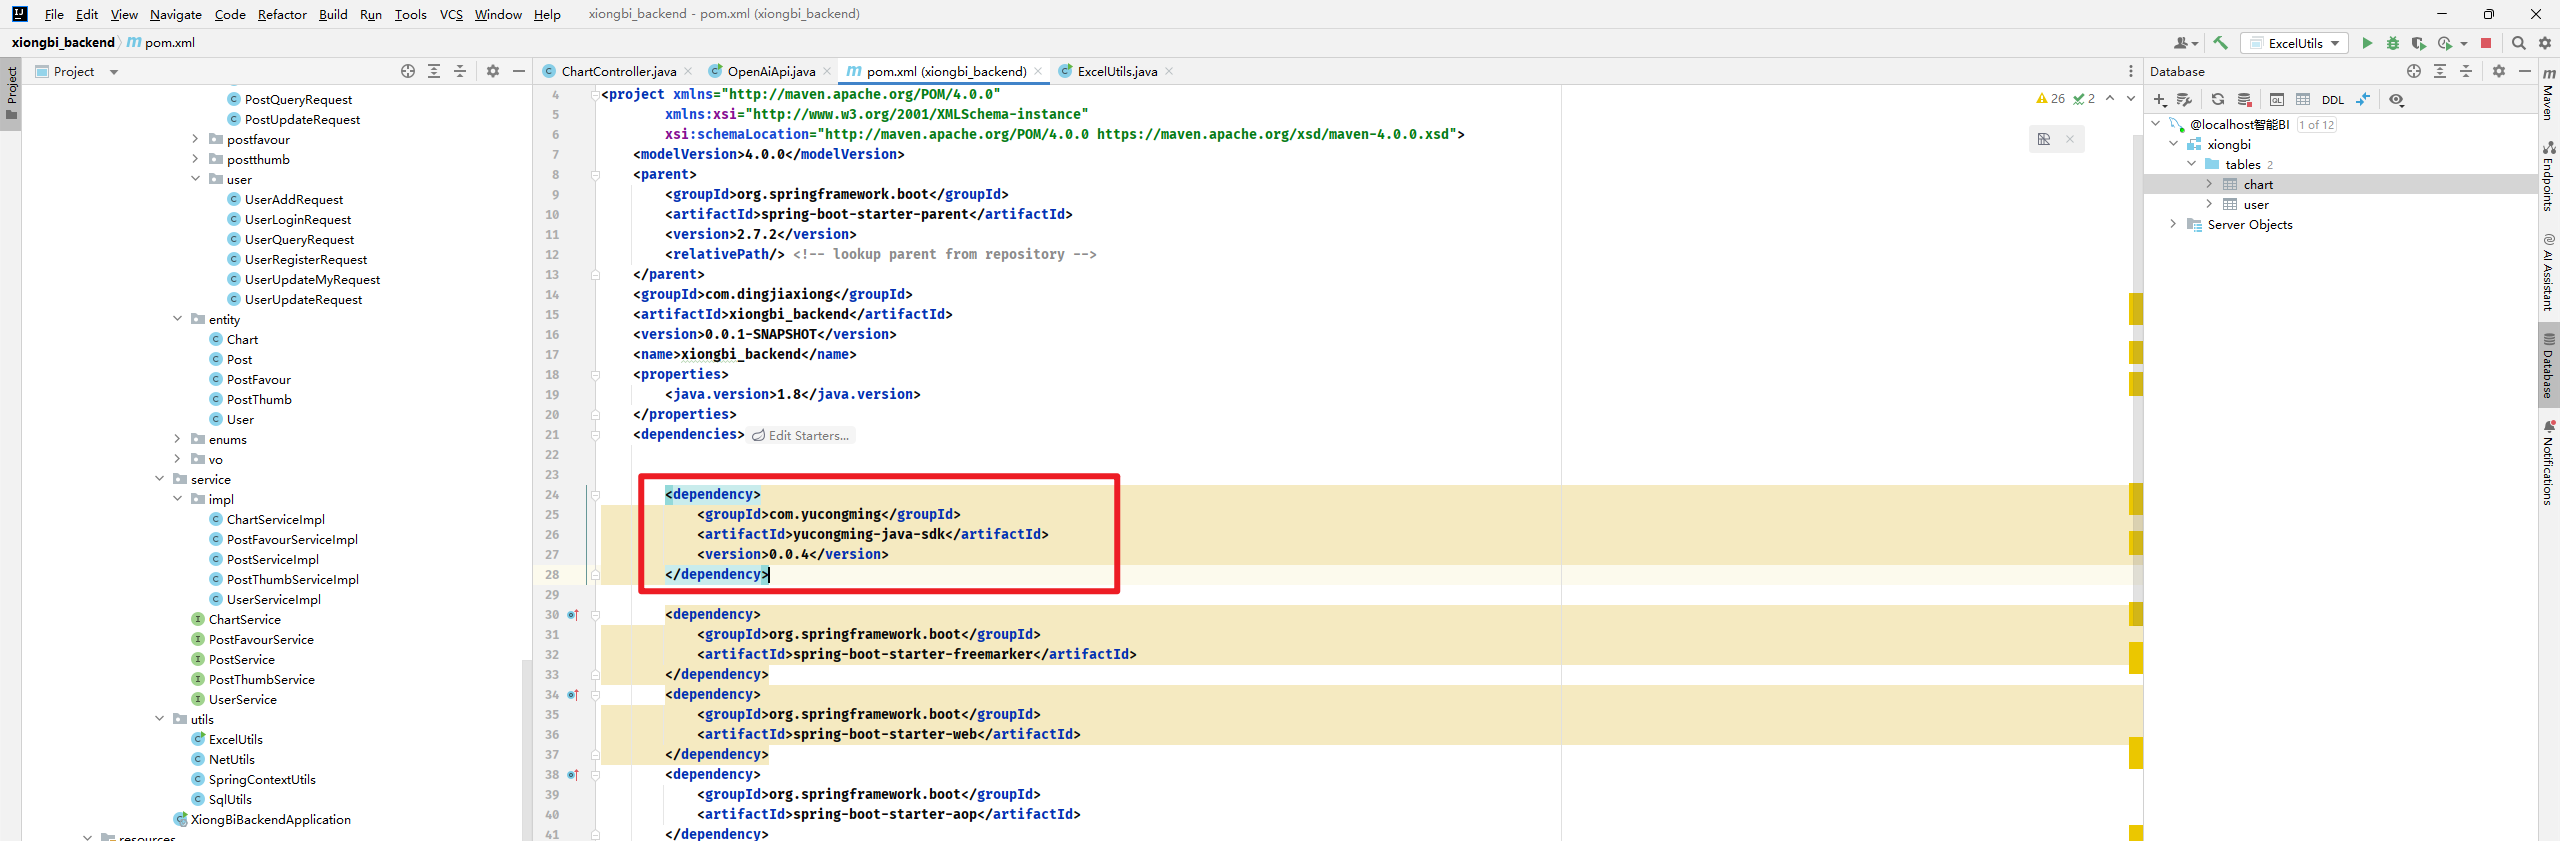 File Edit View Navigate Code Refactor Build Run Tools VCS Window Help xiongbi_backend - pom.xml (xiongbi_backend)
xiongbi_backend pom.xml ExcelUtils
Project
ChartController.java OpenAiApi.java pom.xml (xiongbi_backend) ExcelUtils.java
Database
Project
PostQueryRequest
PostUpdateRequest
postfavour
postthumb
user
UserAddRequest
UserLoginRequest
UserQueryRequest
UserRegisterRequest
UserUpdateMyRequest
UserUpdateRequest
entity
Chart
Post
PostFavour
PostThumb
User
enums
vo
service
impl
ChartServiceImpl
PostFavourServiceImpl
PostServiceImpl
PostThumbServiceImpl
UserServiceImpl
ChartService
PostFavourService
PostService
PostThumbService
UserService
utils
ExcelUtils
NetUtils
SpringContextUtils
SqlUtils
XiongBiBackendApplication
resources
26 2
4 <project xmlns="http://maven.apache.org/POM/4.0.0"
5 xmlns:xsi="http://www.w3.org/2001/XMLSchema-instance"
6 xsi:schemaLocation="http://maven.apache.org/POM/4.0.0 https://maven.apache.org/xsd/maven-4.0.0.xsd">
7 <modelVersion>4.0.0</modelVersion>
8 <parent>
9 <groupId>org.springframework.boot</groupId>
10 <artifactId>spring-boot-starter-parent</artifactId>
11 <version>2.7.2</version>
12 <relativePath/> <!-- lookup parent from repository -->
13 </parent>
14 <groupId>com.dingjiaxiong</groupId>
15 <artifactId>xiongbi_backend</artifactId>
16 <version>0.0.1-SNAPSHOT</version>
17 <name>xiongbi_backend</name>
18 <properties>
19 <java.version>1.8</java.version>
20 </properties>
21 <dependencies> Edit Starters...
22
23
24 <dependency>
25 <groupId>com.yucongming</groupId>
26 <artifactId>yucongming-java-sdk</artifactId>
27 <version>0.0.4</version>
28 </dependency>
29
30 <dependency>
31 <groupId>org.springframework.boot</groupId>
32 <artifactId>spring-boot-starter-freemarker</artifactId>
33 </dependency>
34 <dependency>
35 <groupId>org.springframework.boot</groupId>
36 <artifactId>spring-boot-starter-web</artifactId>
37 </dependency>
38 <dependency>
39 <groupId>org.springframework.boot</groupId>
40 <artifactId>spring-boot-starter-aop</artifactId>
41 </dependency>
QL DDL
@localhost智能BI 1 of 12
xiongbi
tables 2
chart
user
Server Objects
Maven
Endpoints
AI Assistant
Database
Notifications